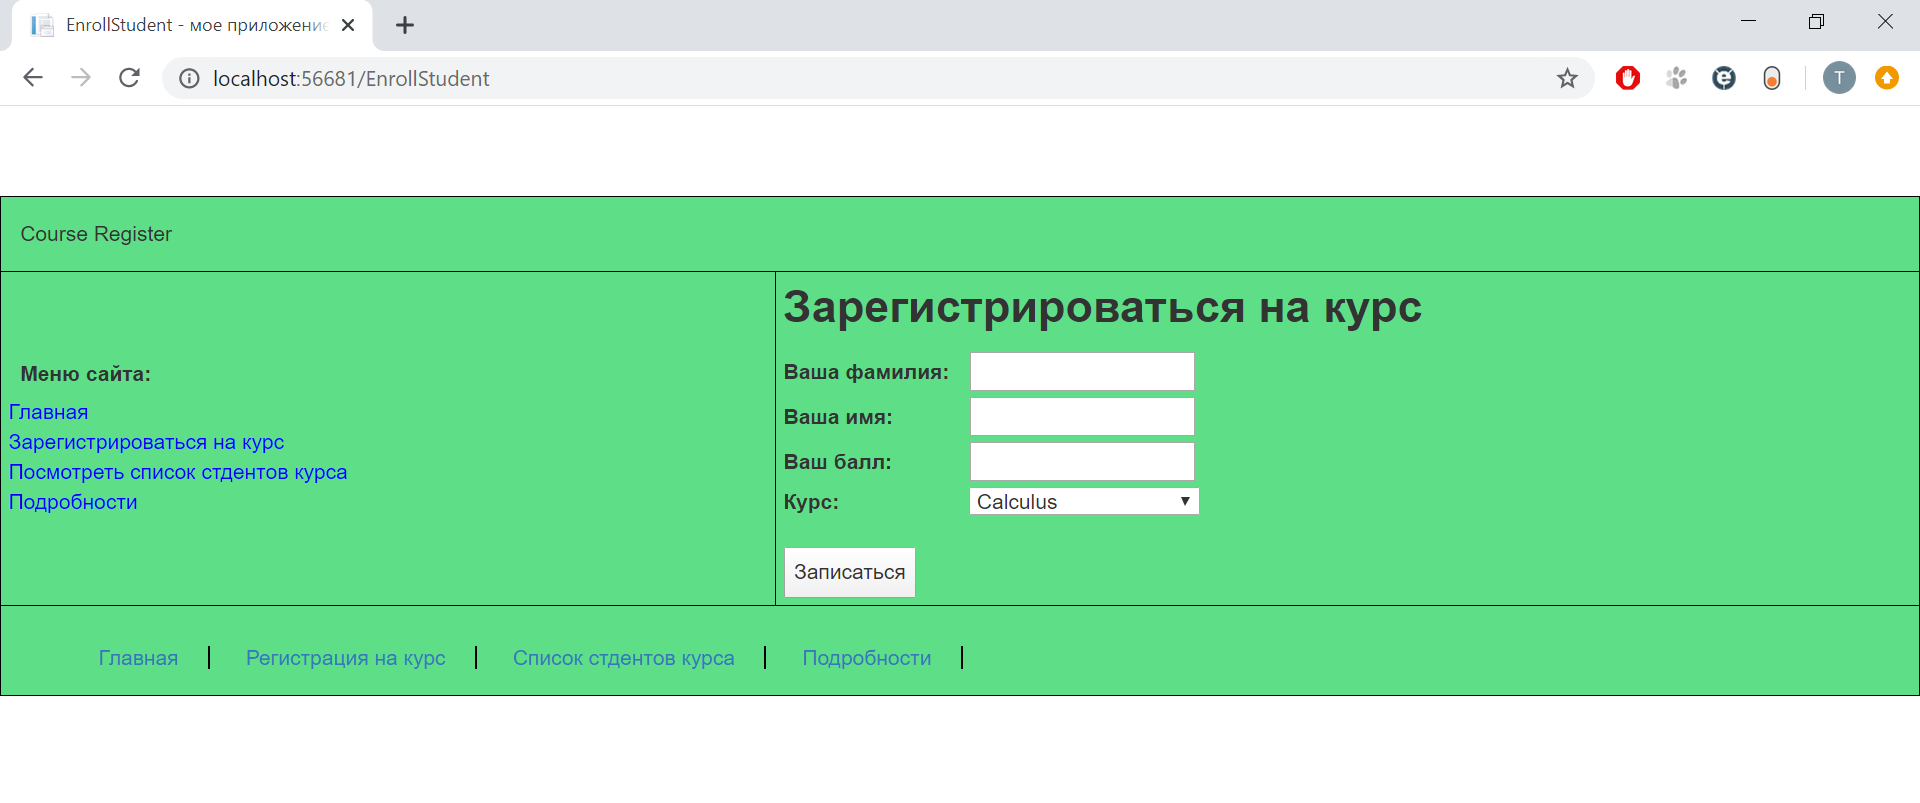 EnrollStudent - мое приложение
localhost:56681/EnrollStudent
T
Course Register
Меню сайта:
Главная
Зарегистрироваться на курс
Посмотреть список стдентов курса
Подробности
Зарегистрироваться на курс
Ваша фамилия:
Ваша имя:
Ваш балл:
Курс: Calculus
Записаться
Главная | Регистрация на курс | Список стдентов курса | Подробности |